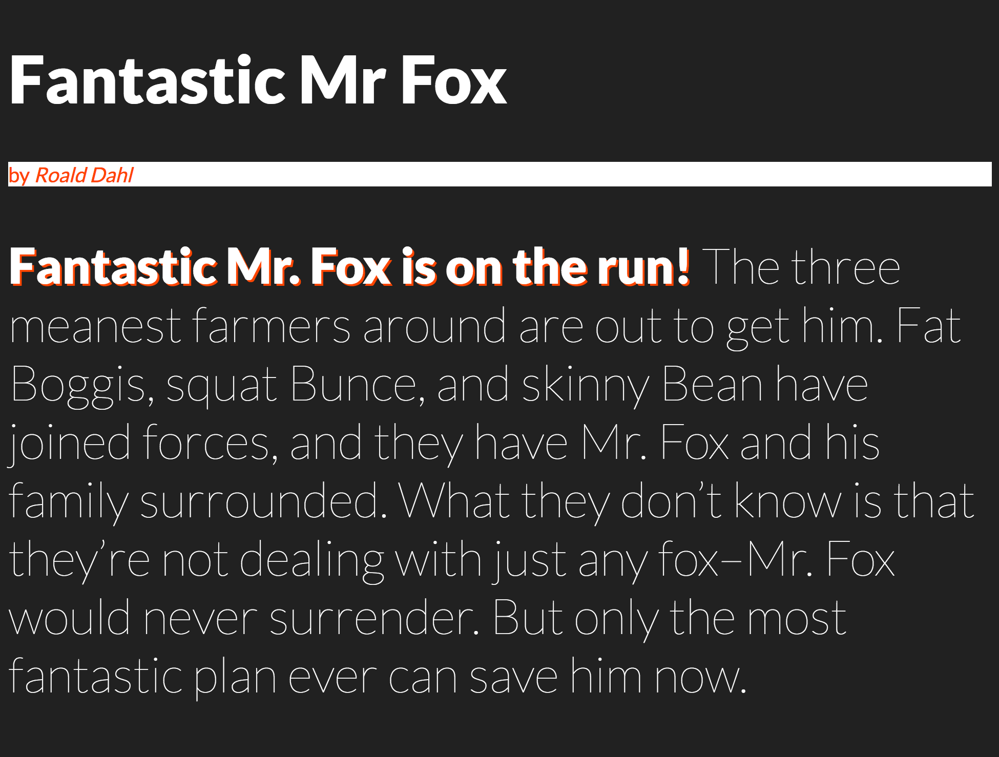 Fantastic Mr Fox
by Roald Dahl
Fantastic Mr. Fox is on the run! The three
meanest farmers around are out to get him. Fat
Boggis, squat Bunce, and skinny Bean have
joined forces, and they have Mr. Fox and his
family surrounded. What they don’t know is that
they’re not dealing with just any fox–Mr. Fox
would never surrender. But only the most
fantastic plan ever can save him now.